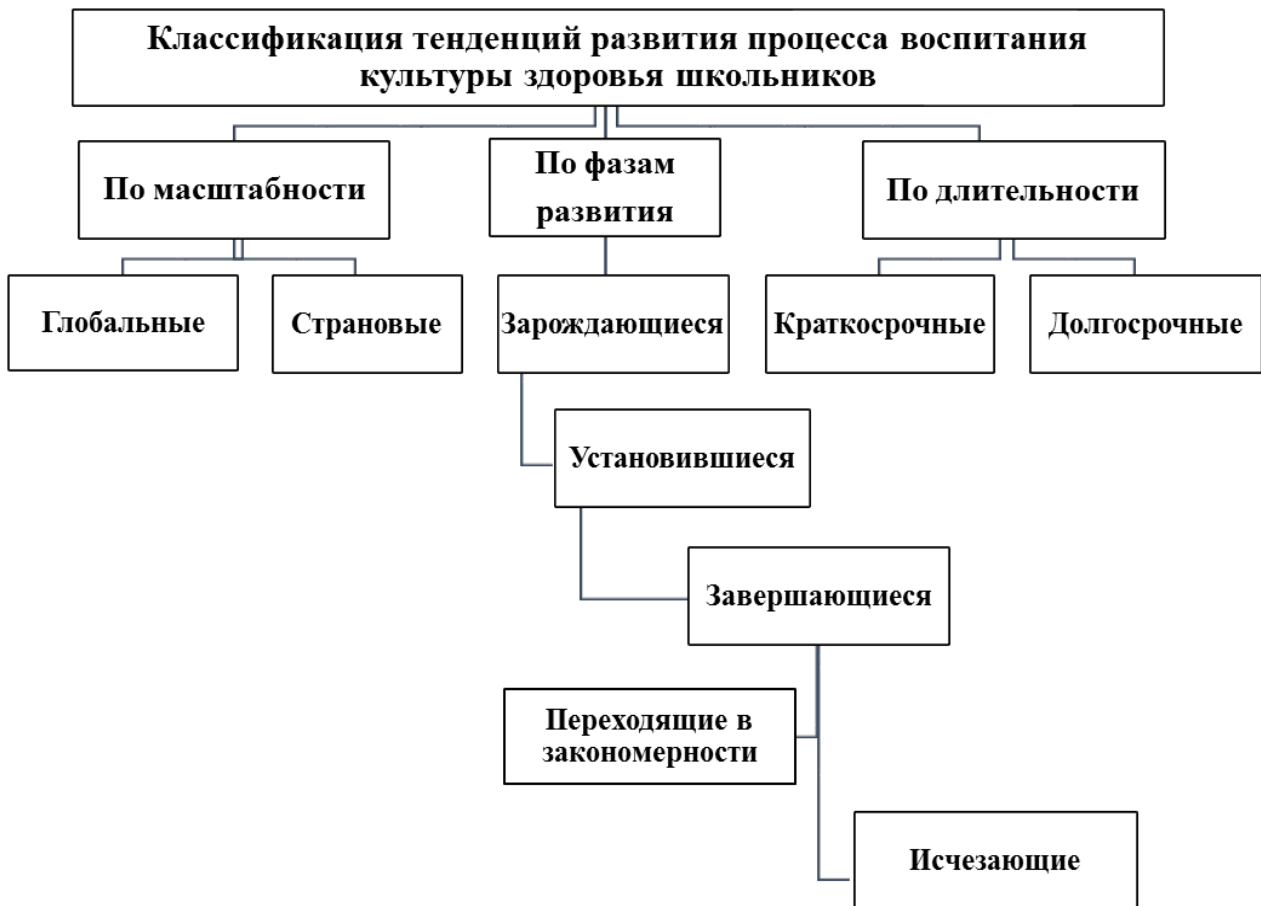 Классификация тенденций развития процесса воспитания
культуры здоровья школьников
По масштабности
По фазам
развития
По длительности
Глобальные
Страновые
Зарождающиеся
Краткосрочные
Долгосрочные
Установившиеся
Завершающиеся
Переходящие в
закономерности
Исчезающие